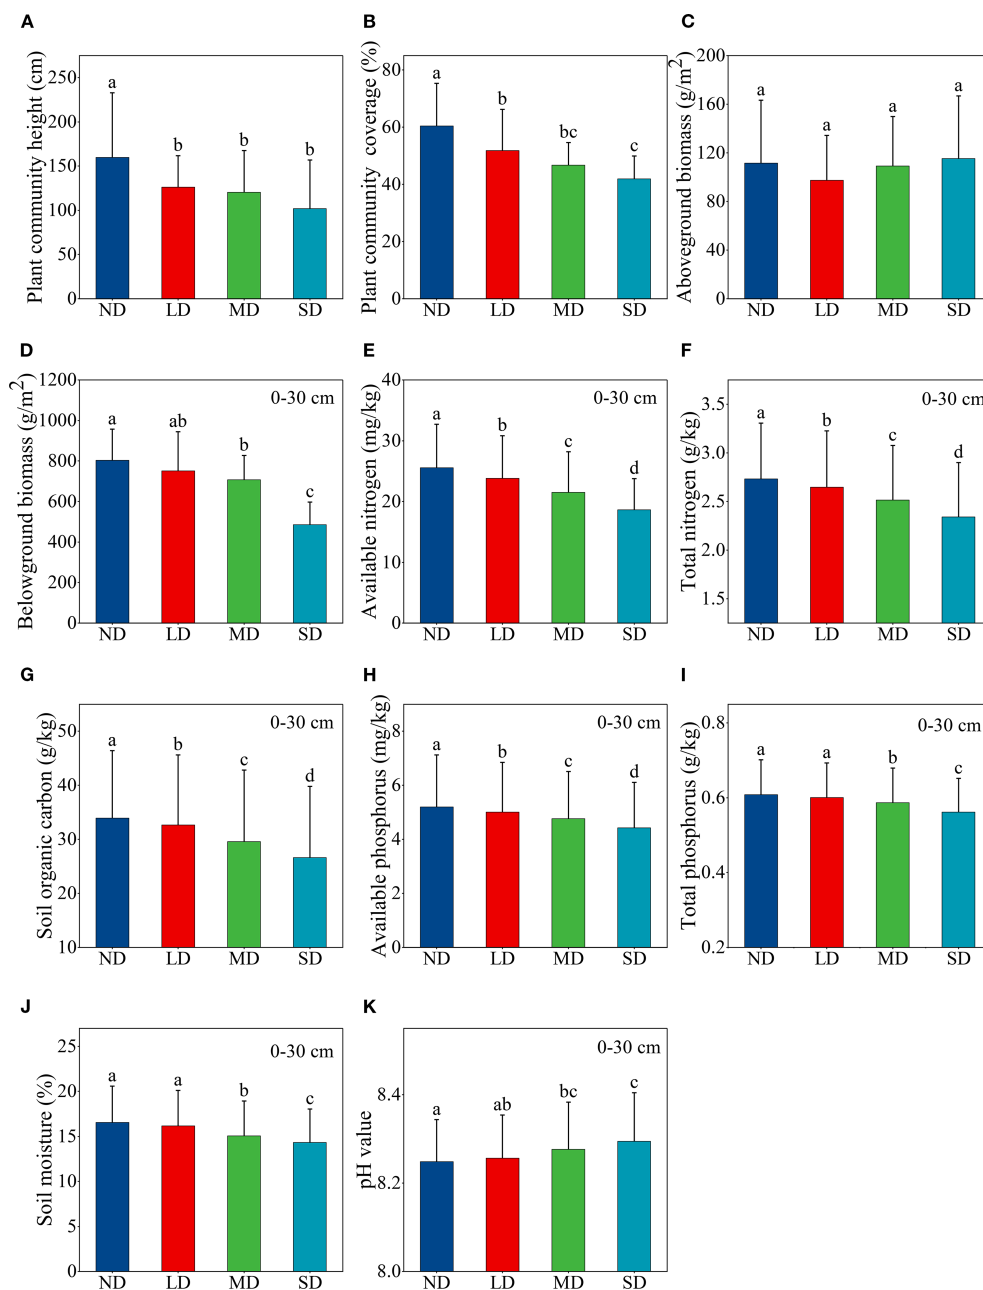 A
Plant community height (cm)
250
200
150
100
50
0
a
b
b
b
ND LD MD SD
B
Plant community coverage (%)
80
60
40
20
0
a
b
bc
c
ND LD MD SD
C
Aboveground biomass (g/m²)
200
160
120
80
40
0
a
a
a
a
ND LD MD SD
D
Belowground biomass (g/m²)
1200
1000
800
600
400
200
0
0-30 cm
a
ab
b
c
ND LD MD SD
E
Available nitrogen (mg/kg)
40
30
20
10
0
0-30 cm
a
b
c
d
ND LD MD SD
F
Total nitrogen (g/kg)
3.5
3.0
2.5
2.0
1.5
0-30 cm
a
b
c
d
ND LD MD SD
G
Soil organic carbon (g/kg)
50
40
30
20
10
0-30 cm
a
b
c
d
ND LD MD SD
H
Available phosphorus (mg/kg)
8
6
4
2
0
0-30 cm
a
b
c
d
ND LD MD SD
I
Total phosphorus (g/kg)
0.8
0.6
0.4
0.2
0-30 cm
a
a
b
c
ND LD MD SD
J
Soil moisture (%)
25
20
15
10
5
0
0-30 cm
a
a
b
c
ND LD MD SD
K
pH value
8.4
8.2
8.0
0-30 cm
a
ab
bc
c
ND LD MD SD